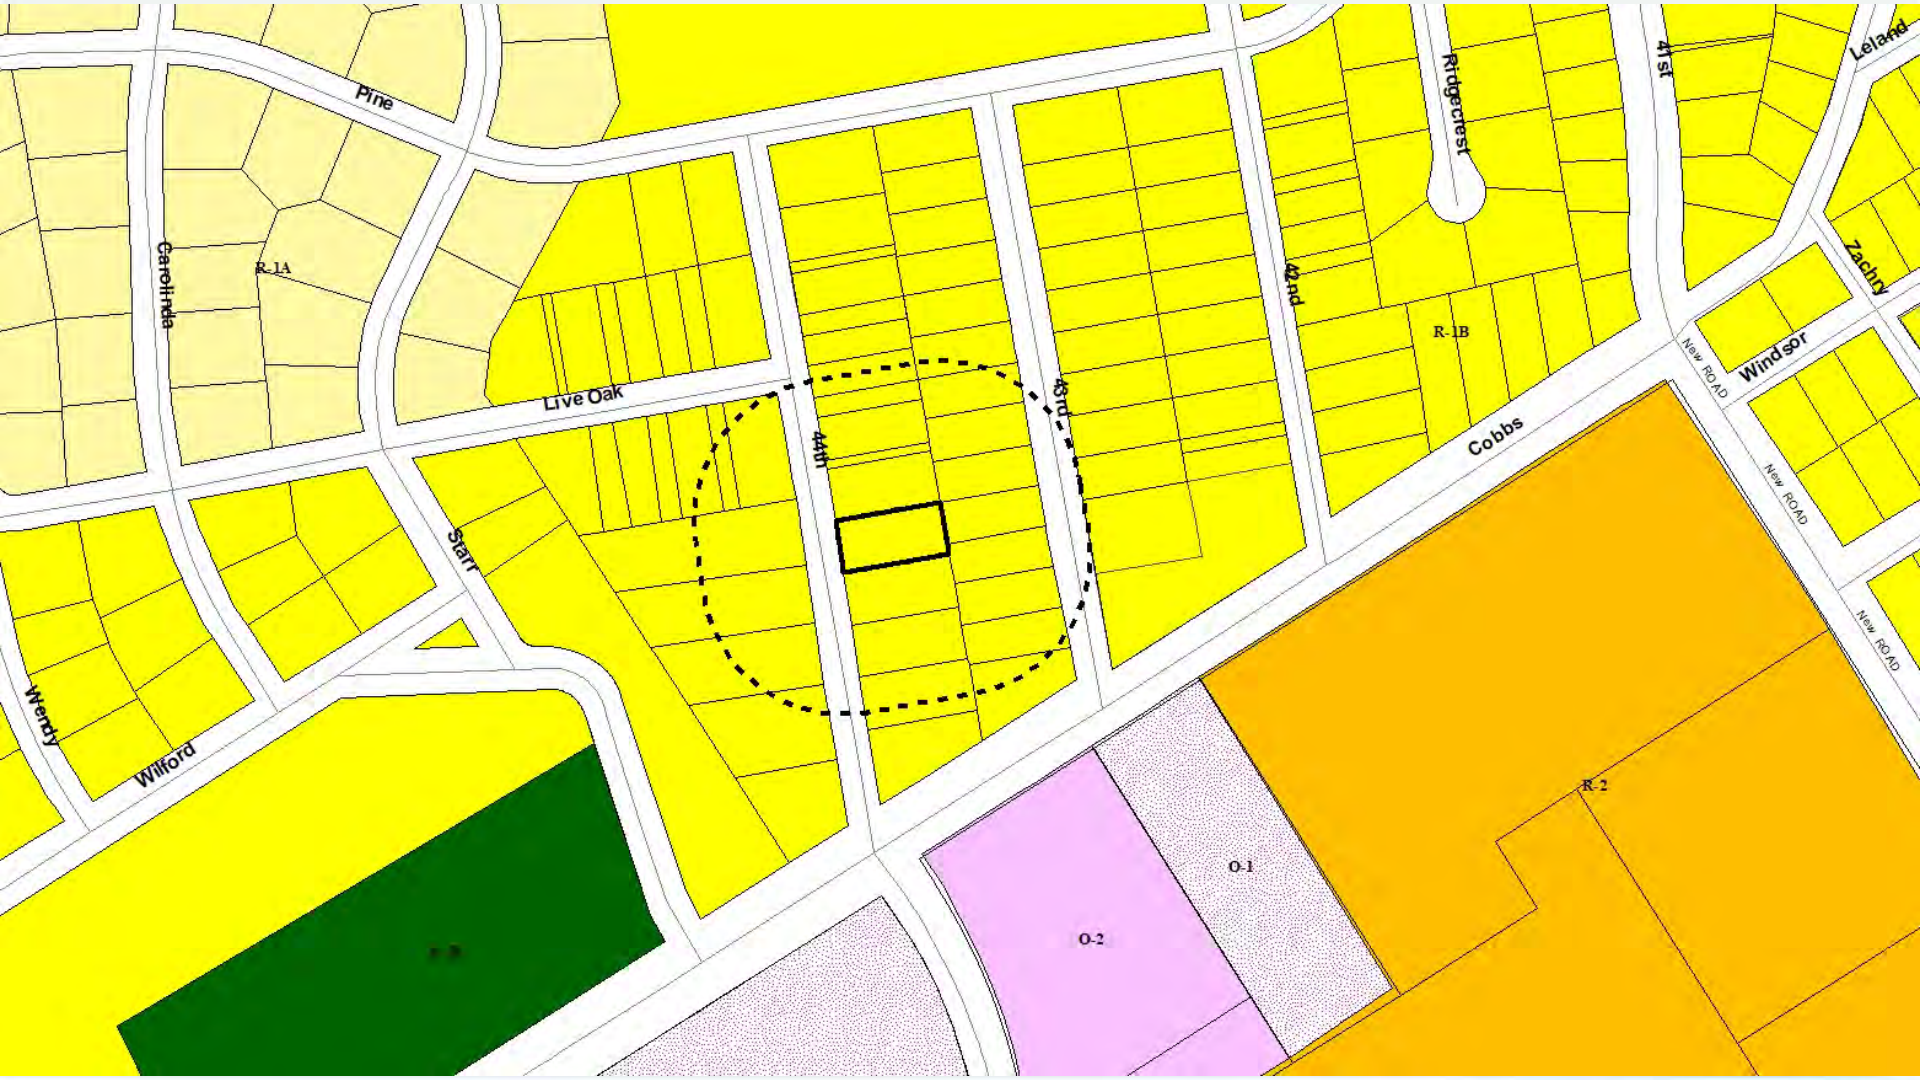 Pine
Ridgecrest
41st
Leland
Carolinda
R-1A
42nd
Zachry
R-1B
New ROAD
Windsor
Live Oak
43rd
44th
Cobbs
New ROAD
Starr
New ROAD
Wendy
Wilford
R-2
O-1
O-2